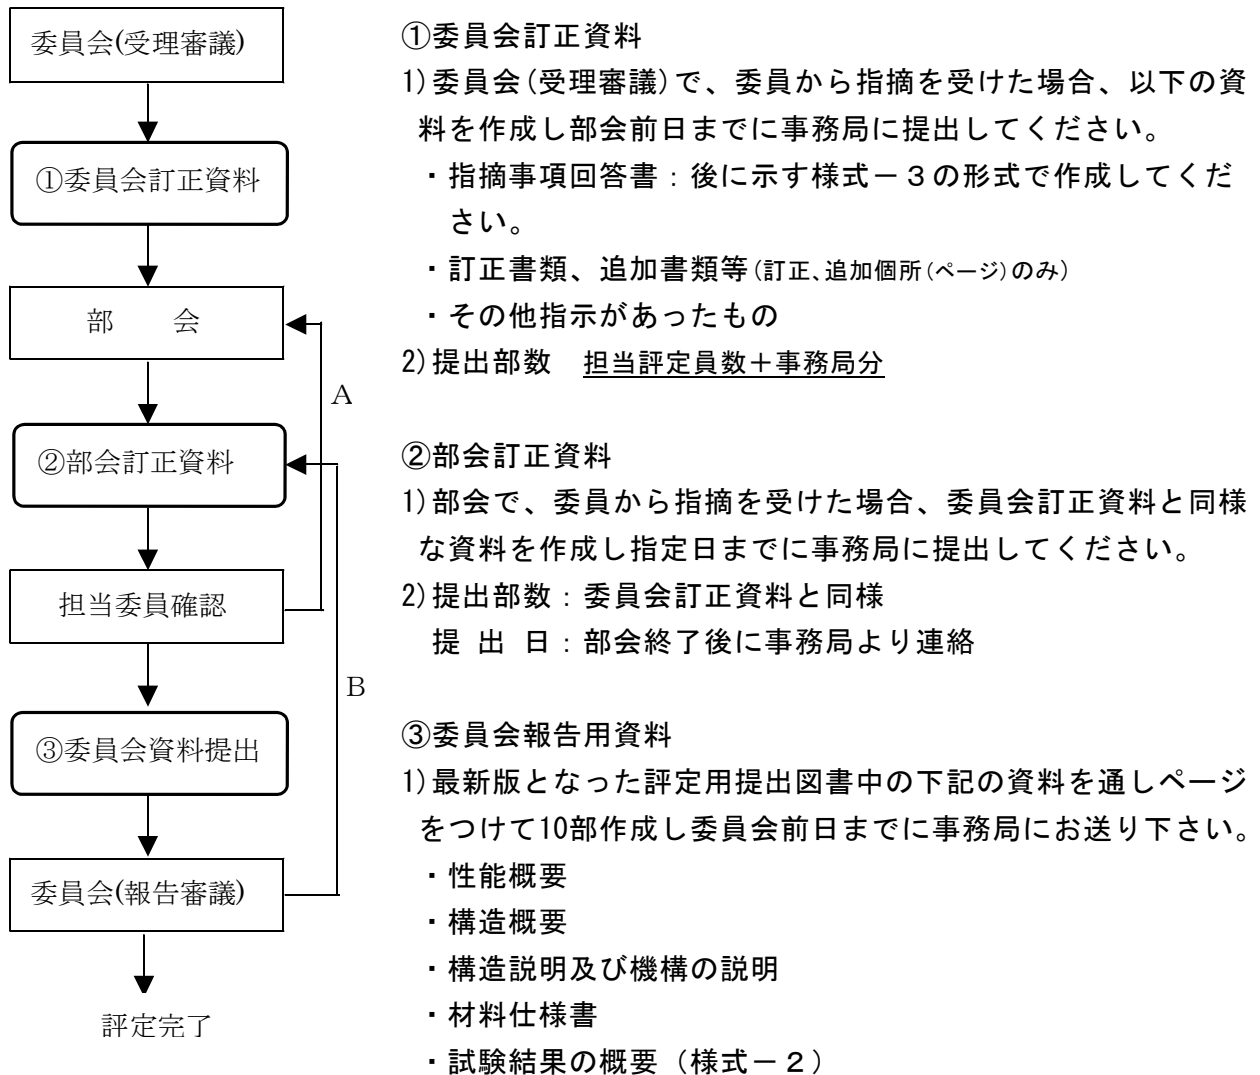 委員会(受理審議)
①委員会訂正資料
部　　会
A
②部会訂正資料
担当委員確認
B
③委員会資料提出
委員会(報告審議)
評定完了
①委員会訂正資料
1)委員会(受理審議)で、委員から指摘を受けた場合、以下の資
料を作成し部会前日までに事務局に提出してください。
・指摘事項回答書：後に示す様式－３の形式で作成してくだ
さい。
・訂正書類、追加書類等(訂正、追加個所(ページ)のみ)
・その他指示があったもの
2)提出部数　担当評定員数＋事務局分
②部会訂正資料
1)部会で、委員から指摘を受けた場合、委員会訂正資料と同様
な資料を作成し指定日までに事務局に提出してください。
2)提出部数：委員会訂正資料と同様
提 出 日：部会終了後に事務局より連絡
③委員会報告用資料
1)最新版となった評定用提出図書中の下記の資料を通しページ
をつけて10部作成し委員会前日までに事務局にお送り下さい。
・性能概要
・構造概要
・構造説明及び機構の説明
・材料仕様書
・試験結果の概要（様式－２）